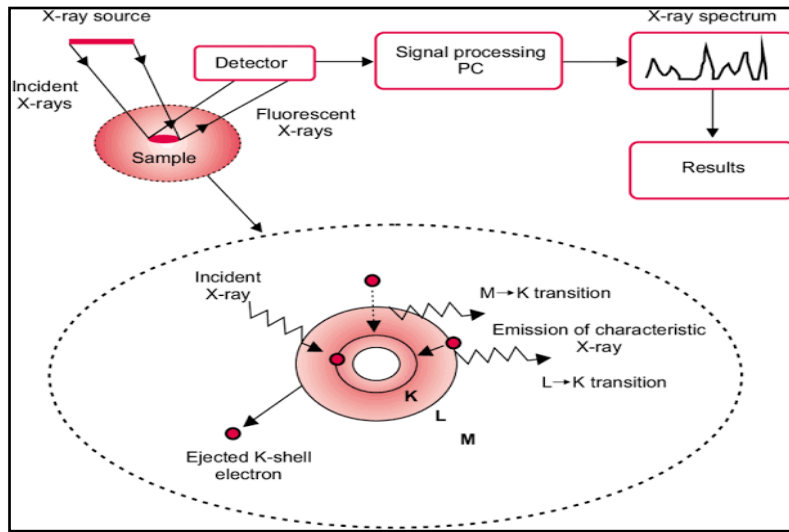 X-ray source
X-ray spectrum
Detector
Signal processing
PC
Incident
X-rays
Fluorescent
X-rays
Sample
Results
Incident
X-ray
M→K transition
Emission of characteristic
X-ray
L→K transition
K
L
M
Ejected K-shell
electron